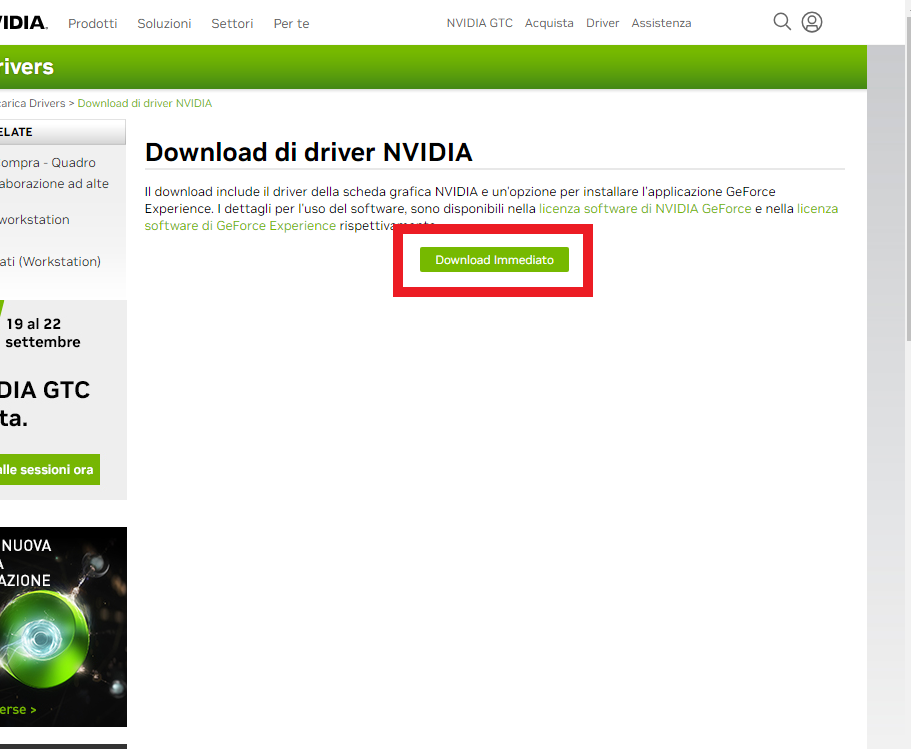 VIDIA.
Prodotti Soluzioni Settori Per te NVIDIA GTC Acquista Driver Assistenza
rivers
arica Drivers > Download di driver NVIDIA
ELATE
ompra - Quadro
aborazione ad alte
workstation
ati (Workstation)
19 al 22
settembre
DIA GTC
ta.
alle sessioni ora
NUOVA
A
AZIONE
erse >
Download di driver NVIDIA
Il download include il driver della scheda grafica NVIDIA e un'opzione per installare l'applicazione GeForce
Experience. I dettagli per l'uso del software, sono disponibili nella licenza software di NVIDIA GeForce e nella licenza
software di GeForce Experience rispettivamente.
Download Immediato